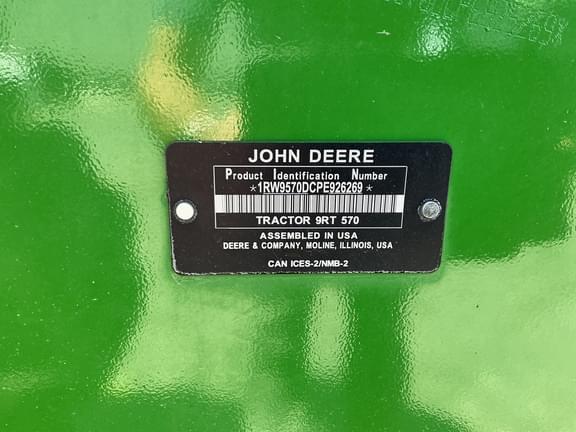 JOHN DEERE
Product Identification Number
*1RW9570DCPE926269*
TRACTOR 9RT 570
ASSEMBLED IN USA
DEERE & COMPANY, MOLINE, ILLINOIS, USA
CAN ICES-2/NMB-2